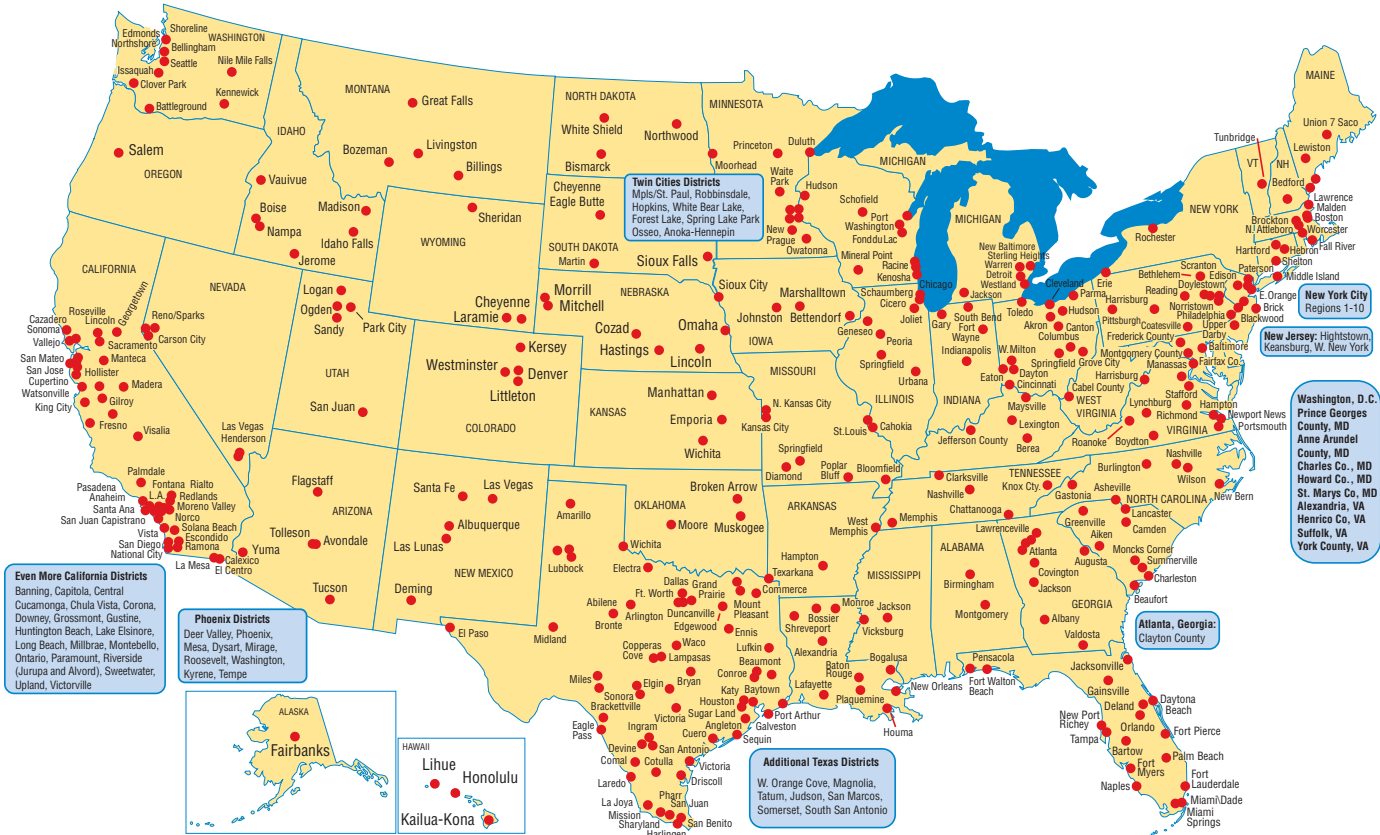 Edmonds
Shoreline
Northshore
WASHINGTON
Bellingham
Seattle
Issaquah
Nile Mile Falls
Clover Park
Kennewick
Battleground
Salem
OREGON
IDAHO
Vauivue
Boise
Nampa
Madison
Idaho Falls
Jerome
MONTANA
Great Falls
Livingston
Bozeman
Billings
WYOMING
Sheridan
Cheyenne
Laramie
NORTH DAKOTA
White Shield
Northwood
Bismarck
Cheyenne
Eagle Butte
SOUTH DAKOTA
Martin
Sioux Falls
Morrill
Mitchell
NEBRASKA
Cozad
Hastings
Omaha
Lincoln
MINNESOTA
Princeton
Duluth
Moorhead
Waite
Park
Hudson
New
Prague
Owatonna
Twin Cities Districts
Mpls/St. Paul, Robbinsdale,
Hopkins, White Bear Lake,
Forest Lake, Spring Lake Park
Osseo, Anoka-Hennepin
Schofield
Port
Washington
FondduLac
Mineral Point
Racine
Kenosha
MICHIGAN
MICHIGAN
New Baltimore
Sterling Heights
Warren
Detroit
Westland
Jackson
Sioux City
Marshalltown
Johnston
Bettendorf
IOWA
Chicago
Schaumberg
Cicero
Joliet
Geneseo
Peoria
Springfield
Urbana
ILLINOIS
Gary
South Bend
Fort
Wayne
Indianapolis
INDIANA
Jefferson County
Toledo
Cleveland
Parma
Hudson
Akron
Canton
Columbus
Springfield
Grove City
W.Milton
Eaton
Dayton
Cincinnati
Maysville
Lexington
Berea
Cabel County
WEST
VIRGINIA
Erie
Harrisburg
Pittsburgh
Rochester
NEW YORK
MAINE
Union 7 Saco
Tunbridge
VT
NH
Lewiston
Bedford
Lawrence
Malden
Boston
Brockton
N. Attleboro
Worcester
Fall River
Hartford
Hebron
Shelton
Middle Island
Paterson
Scranton
Bethlehem
Edison
Reading
Doylestown
Norristown
E.Orange
Brick
Blackwood
Philadelphia
Upper
Darby
Coatesville
Frederick County
Baltimore
Montgomery County
Fairfax Co.
Manassas
Harrisburg
Stafford
Lynchburg
Hampton
Richmond
Newport News
Portsmouth
VIRGINIA
Roanoke
Boydton
New York City
Regions 1-10
New Jersey: Hightstown,
Keansburg, W. New York
Washington, D.C.
Prince Georges
County, MD
Anne Arundel
County, MD
Charles Co., MD
Howard Co., MD
St. Marys Co, MD
Alexandria, VA
Henrico Co, VA
Suffolk, VA
York County, VA
CALIFORNIA
NEVADA
Roseville
Cazadero
Lincoln
Georgetown
Sonoma
Vallejo
Sacramento
Reno/Sparks
Carson City
San Mateo
Manteca
San Jose
Cupertino
Hollister
Watsonville
Madera
King City
Gilroy
Fresno
Visalia
Las Vegas
Henderson
Palmdale
Pasadena
Fontana
Rialto
Anaheim
L.A.
Redlands
Santa Ana
Moreno Valley
San Juan Capistrano
Norco
Solana Beach
Vista
Escondido
San Diego
Ramona
National City
La Mesa
Calexico
El Centro
Yuma
Even More California Districts
Banning, Capitola, Central
Cucamonga, Chula Vista, Corona,
Downey, Grossmont, Gustine,
Huntington Beach, Lake Elsinore,
Long Beach, Millbrae, Montebello,
Ontario, Paramount, Riverside
(Jurupa and Alvord), Sweetwater,
Upland, Victorville
Logan
Ogden
Sandy
Park City
UTAH
San Juan
Kersey
Westminster
Denver
Littleton
COLORADO
Flagstaff
ARIZONA
Tolleson
Avondale
Tucson
Phoenix Districts
Deer Valley, Phoenix,
Mesa, Dysart, Mirage,
Roosevelt, Washington,
Kyrene, Tempe
Santa Fe
Las Vegas
Albuquerque
Las Lunas
NEW MEXICO
Deming
Manhattan
Emporia
KANSAS
Wichita
MISSOURI
N. Kansas City
Kansas City
St.Louis
Cahokia
Springfield
Diamond
Poplar
Bluff
Bloomfield
Broken Arrow
OKLAHOMA
Moore
Muskogee
ARKANSAS
West
Memphis
Memphis
Hampton
Texarkana
Clarksville
TENNESSEE
Nashville
Knox Cty.
Chattanooga
Burlington
Nashville
Wilson
New Bern
Gastonia
Asheville
NORTH CAROLINA
Greenville
Lancaster
Camden
Aiken
Augusta
Moncks Corner
Summerville
Charleston
Beaufort
Lawrenceville
Atlanta
Covington
Jackson
GEORGIA
Albany
Valdosta
Atlanta, Georgia:
Clayton County
ALABAMA
Birmingham
Montgomery
MISSISSIPPI
Jackson
Vicksburg
Monroe
Bossier
Shreveport
Alexandria
Baton
Rouge
Bogalusa
Lafayette
Plaquemine
New Orleans
Houma
Pensacola
Fort Walton
Beach
Jacksonville
Gainsville
Daytona
Beach
Deland
New Port
Richey
Orlando
Tampa
Fort Pierce
Bartow
Palm Beach
Fort
Myers
Fort
Lauderdale
Naples
Miami\Dade
Miami
Springs
Amarillo
Lubbock
Wichita
Electra
El Paso
Midland
Dallas
Grand
Prairie
Commerce
Ft. Worth
Mount
Pleasant
Abilene
Arlington
Duncanville
Bronte
Edgewood
Ennis
Waco
Copperas
Cove
Lampasas
Lufkin
Beaumont
Miles
Elgin
Bryan
Conroe
Sonora
Katy
Baytown
Brackettville
Houston
Port Arthur
Victoria
Sugar Land
Galveston
Eagle
Pass
Ingram
Angleton
Cuero
Sequin
Devine
San Antonio
Comal
Cotulla
Victoria
Laredo
Driscoll
Pharr
La Joya
San Juan
Mission
Sharyland
San Benito
Harlingen
Additional Texas Districts
W. Orange Cove, Magnolia,
Tatum, Judson, San Marcos,
Somerset, South San Antonio
ALASKA
Fairbanks
HAWAII
Lihue
Honolulu
Kailua-Kona